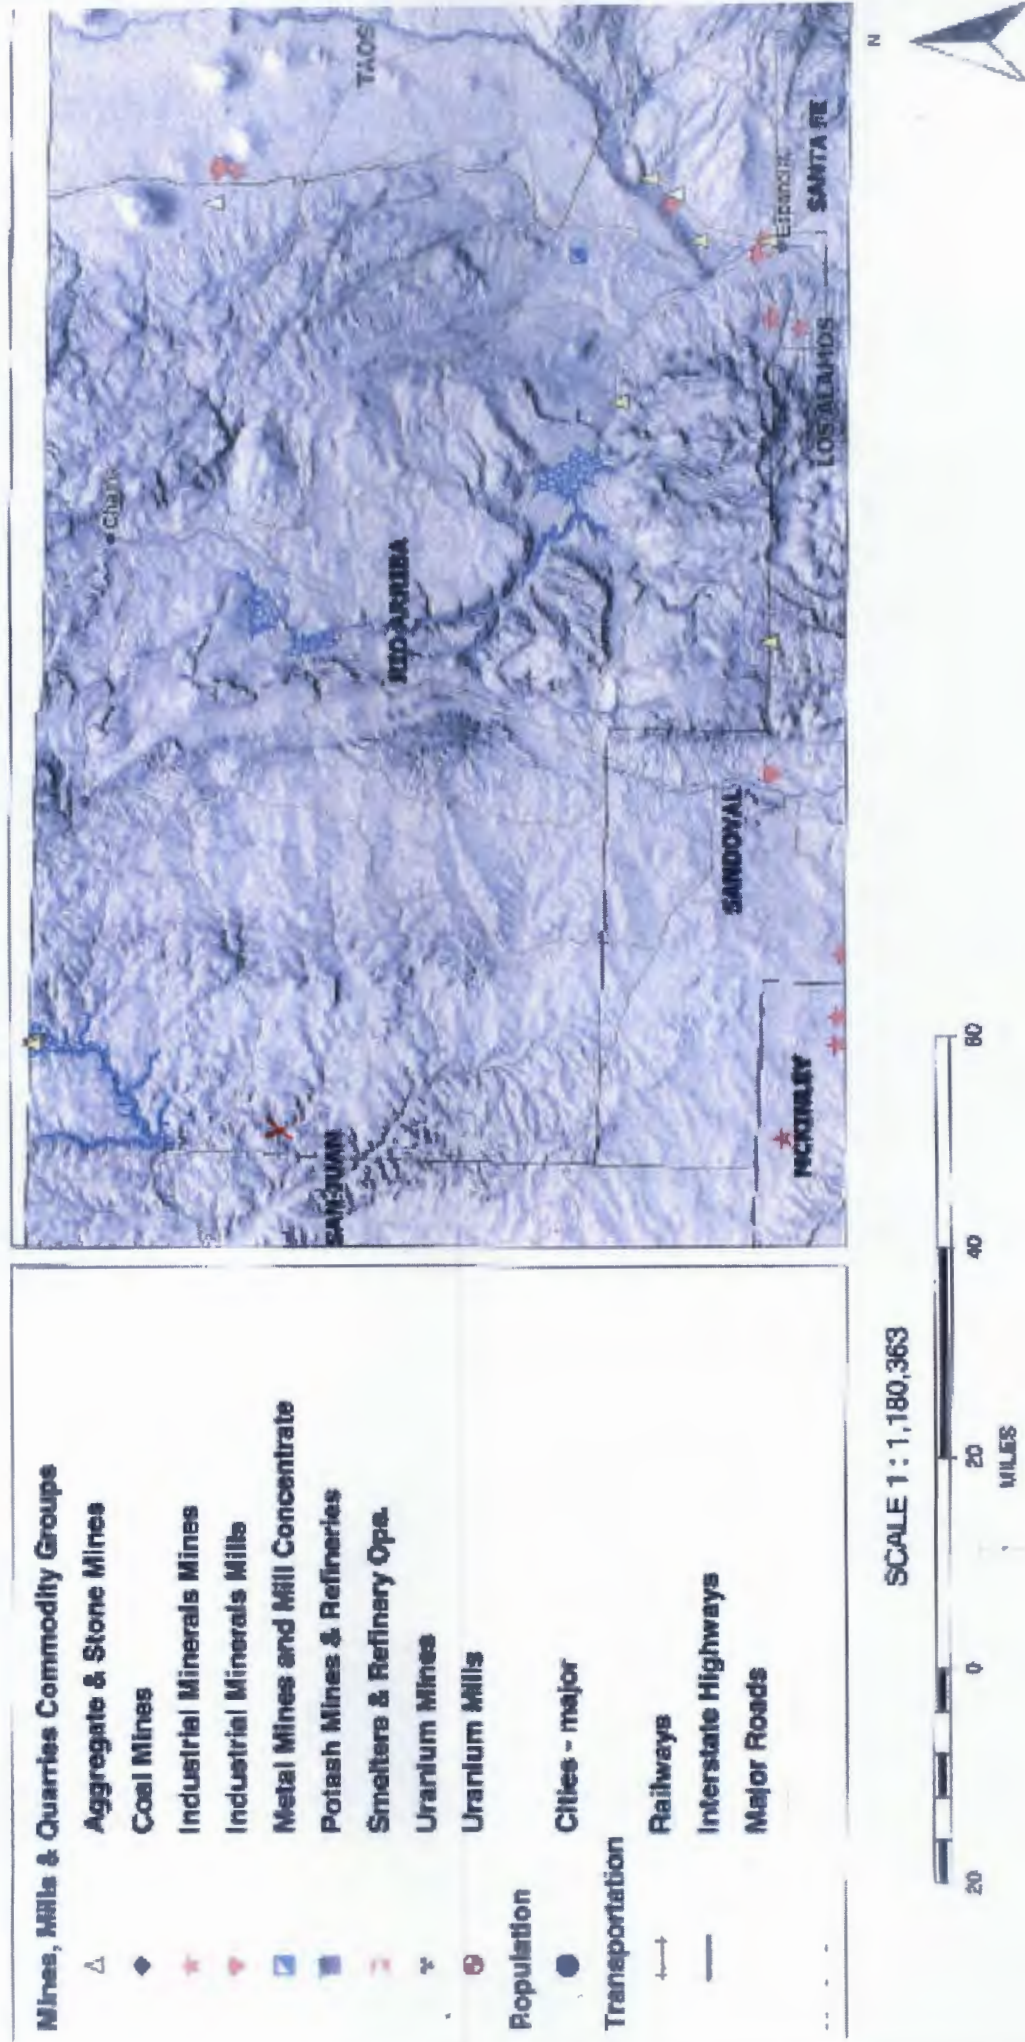 Mines, Mills & Quarries Commodity Groups
Aggregate & Stone Mines
Coal Mines
Industrial Minerals Mines
Industrial Minerals Mills
Metal Mines and Mill Concentrate
Potash Mines & Refineries
Smelters & Refinery Ops.
Uranium Mines
Uranium Mills
Population
Cities - major
Transportation
Railways
Interstate Highways
Major Roads
SAN JUAN
RIO ARRIBA
Chama
TAOS
MCKINLEY
SANDOVAL
LOS ALAMOS
Espanola
SANTA FE
SCALE 1 : 1,180,363
20 0 20 40 60
MILES
N